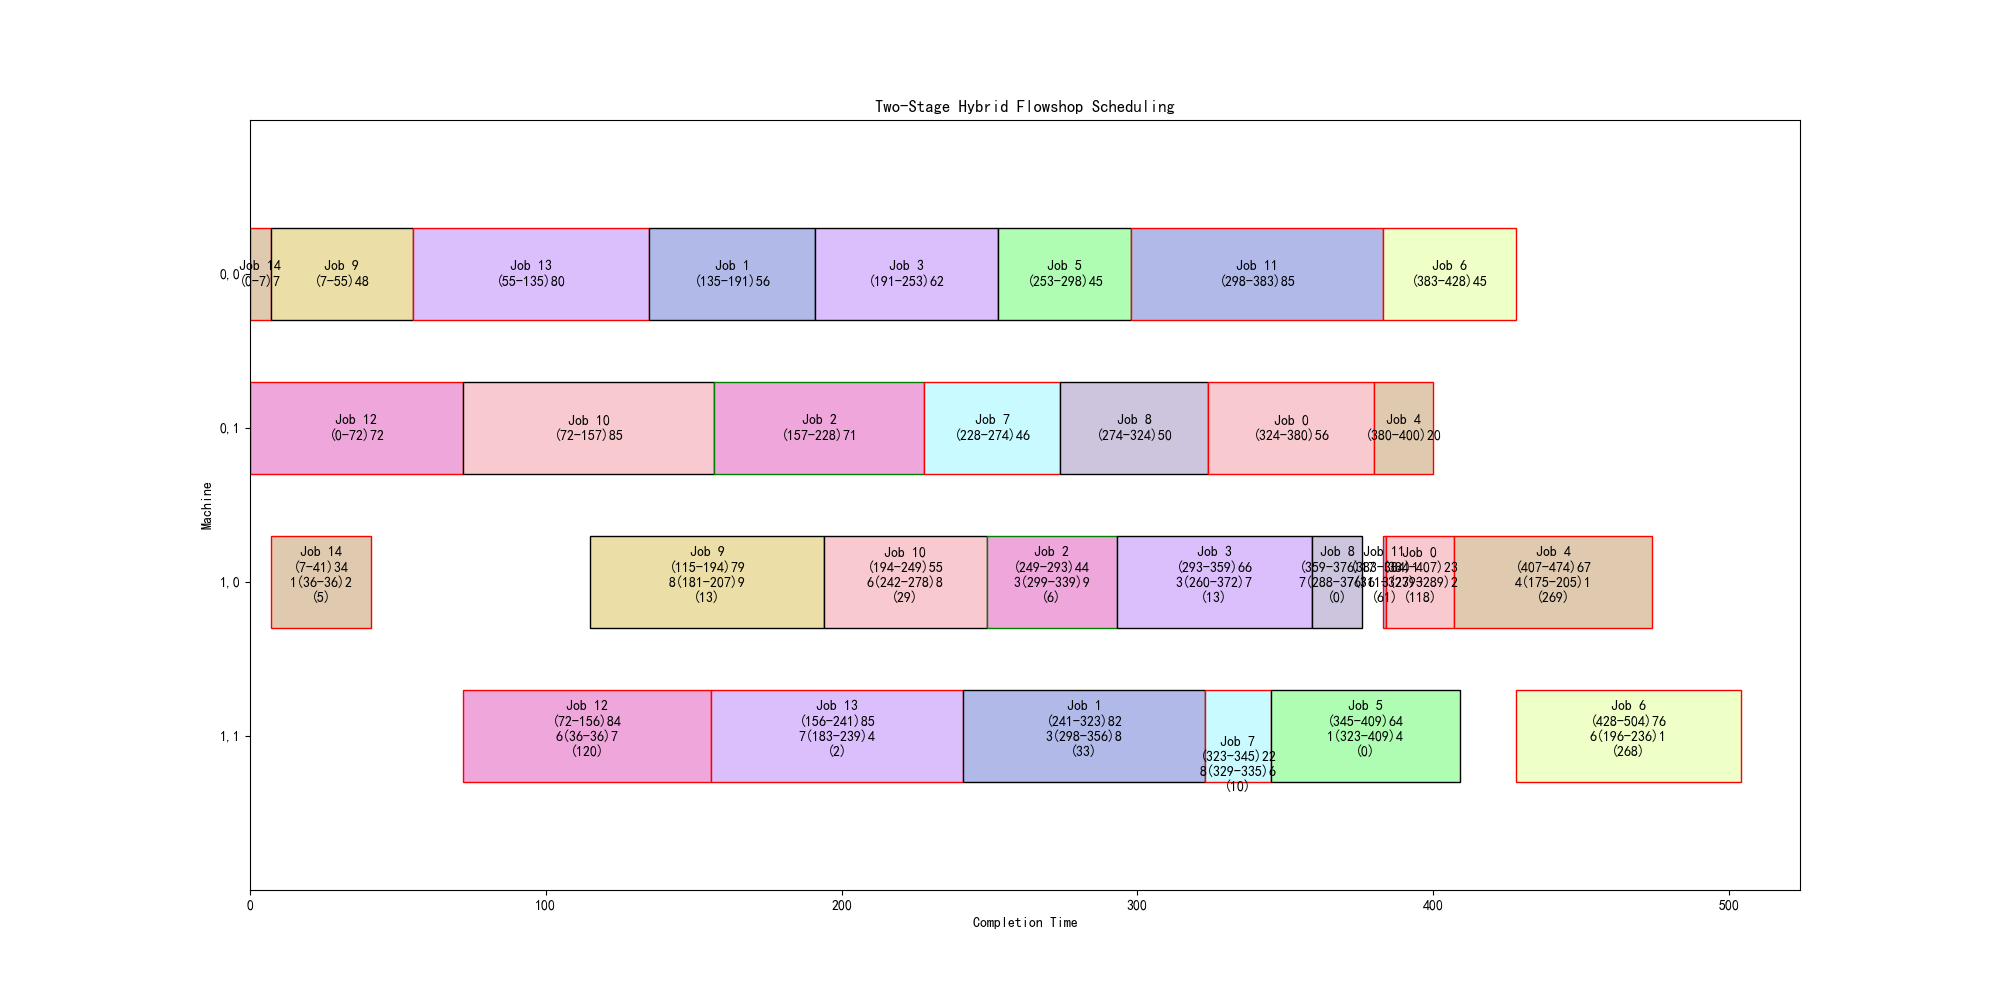 Two-Stage Hybrid Flowshop Scheduling
0,0
Job 14
(0-7)7
Job 9
(7-55)48
Job 13
(55-135)80
Job 1
(135-191)56
Job 3
(191-253)62
Job 5
(253-298)45
Job 11
(298-383)85
Job 6
(383-428)45
0,1
Job 12
(0-72)72
Job 10
(72-157)85
Job 2
(157-228)71
Job 7
(228-274)46
Job 8
(274-324)50
Job 0
(324-380)56
Job 4
(380-400)20
Machine
1,0
Job 14
(7-41)34
1(36-36)2
(5)
Job 9
(115-194)79
8(181-207)9
(13)
Job 10
(194-249)55
6(242-278)8
(29)
Job 2
(249-293)44
3(299-339)9
(6)
Job 3
(293-359)66
3(260-372)7
(13)
Job 8
(359-376)17
(0)
Job 11
(61)
Job 0
(384-407)23
(118)
Job 4
(407-474)67
4(175-205)1
(269)
1,1
Job 12
(72-156)84
6(36-36)7
(120)
Job 13
(156-241)85
7(183-239)4
(2)
Job 1
(241-323)82
3(298-356)8
(33)
Job 7
(323-345)22
8(329-335)6
(10)
Job 5
(345-409)64
1(323-409)4
(0)
Job 6
(428-504)76
6(196-236)1
(268)
0
100
200
300
400
500
Completion Time